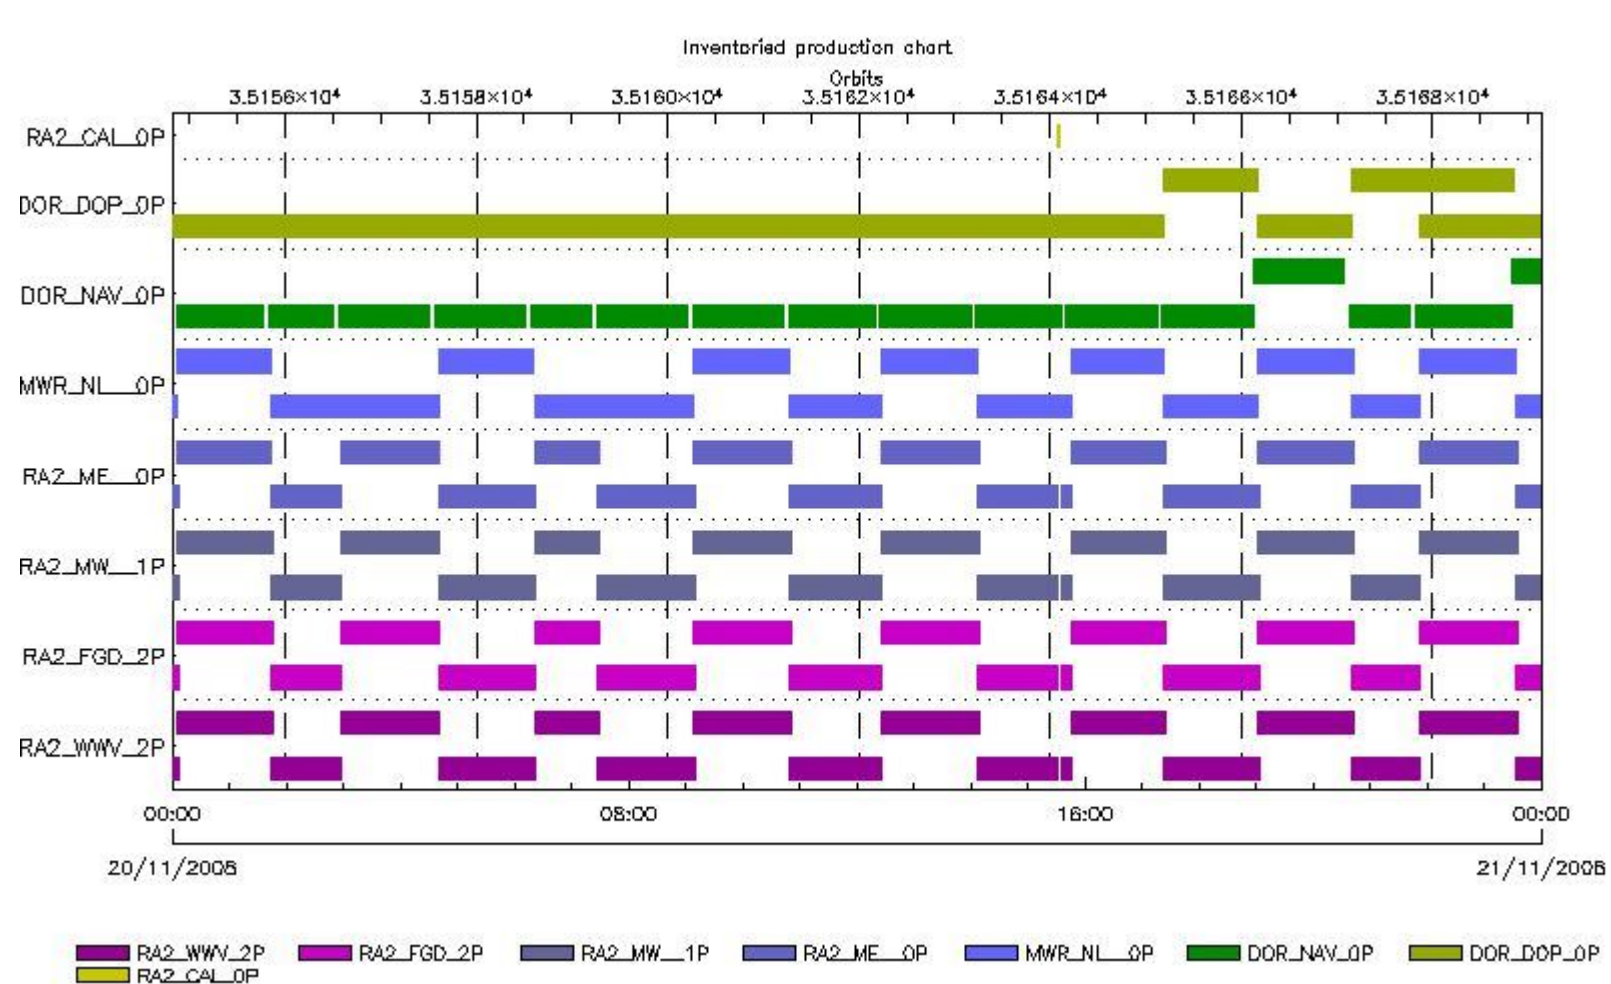 Inventoried production chart
Orbits
3.5156×10⁴ 3.5158×10⁴ 3.5160×10⁴ 3.5162×10⁴ 3.5164×10⁴ 3.5166×10⁴ 3.5168×10⁴
RA2_CAL_0P
DOR_DOP_0P
DOR_NAV_0P
MWR_NL__0P
RA2_ME__0P
RA2_MW__1P
RA2_FGD_2P
RA2_WWV_2P
00:00 08:00 16:00 00:00
20/11/2008 21/11/2008
RA2_WWV_2P RA2_FGD_2P RA2_MW__1P RA2_ME__0P MWR_NL__0P DOR_NAV_0P DOR_DOP_0P
RA2_CAL_0P